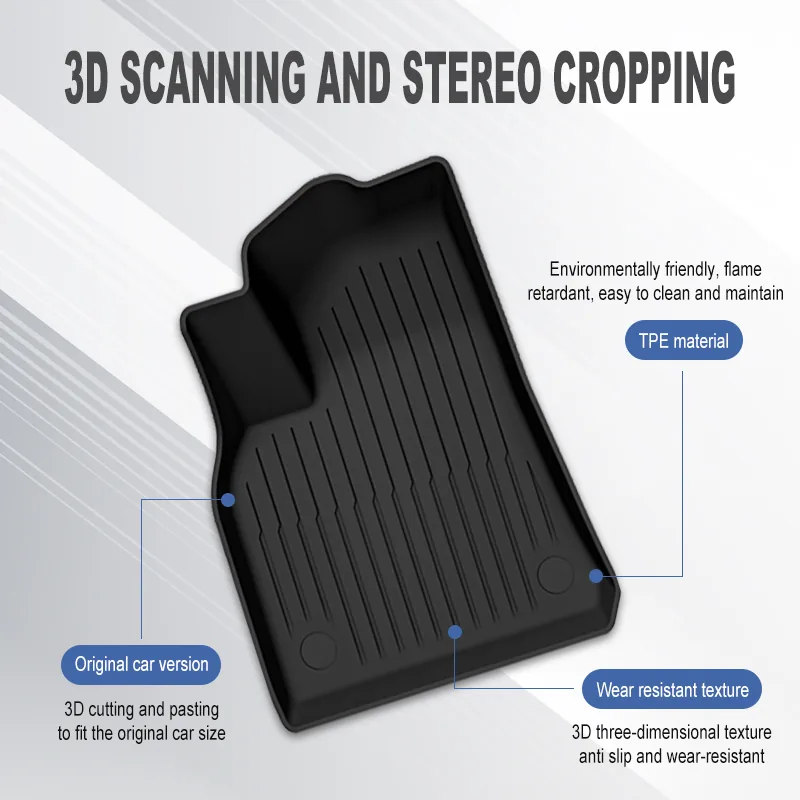 3D SCANNING AND STEREO CROPPING
Environmentally friendly, flame
retardant, easy to clean and maintain
TPE material
Original car version
3D cutting and pasting
to fit the original car size
Wear resistant texture
3D three-dimensional texture
anti slip and wear-resistant